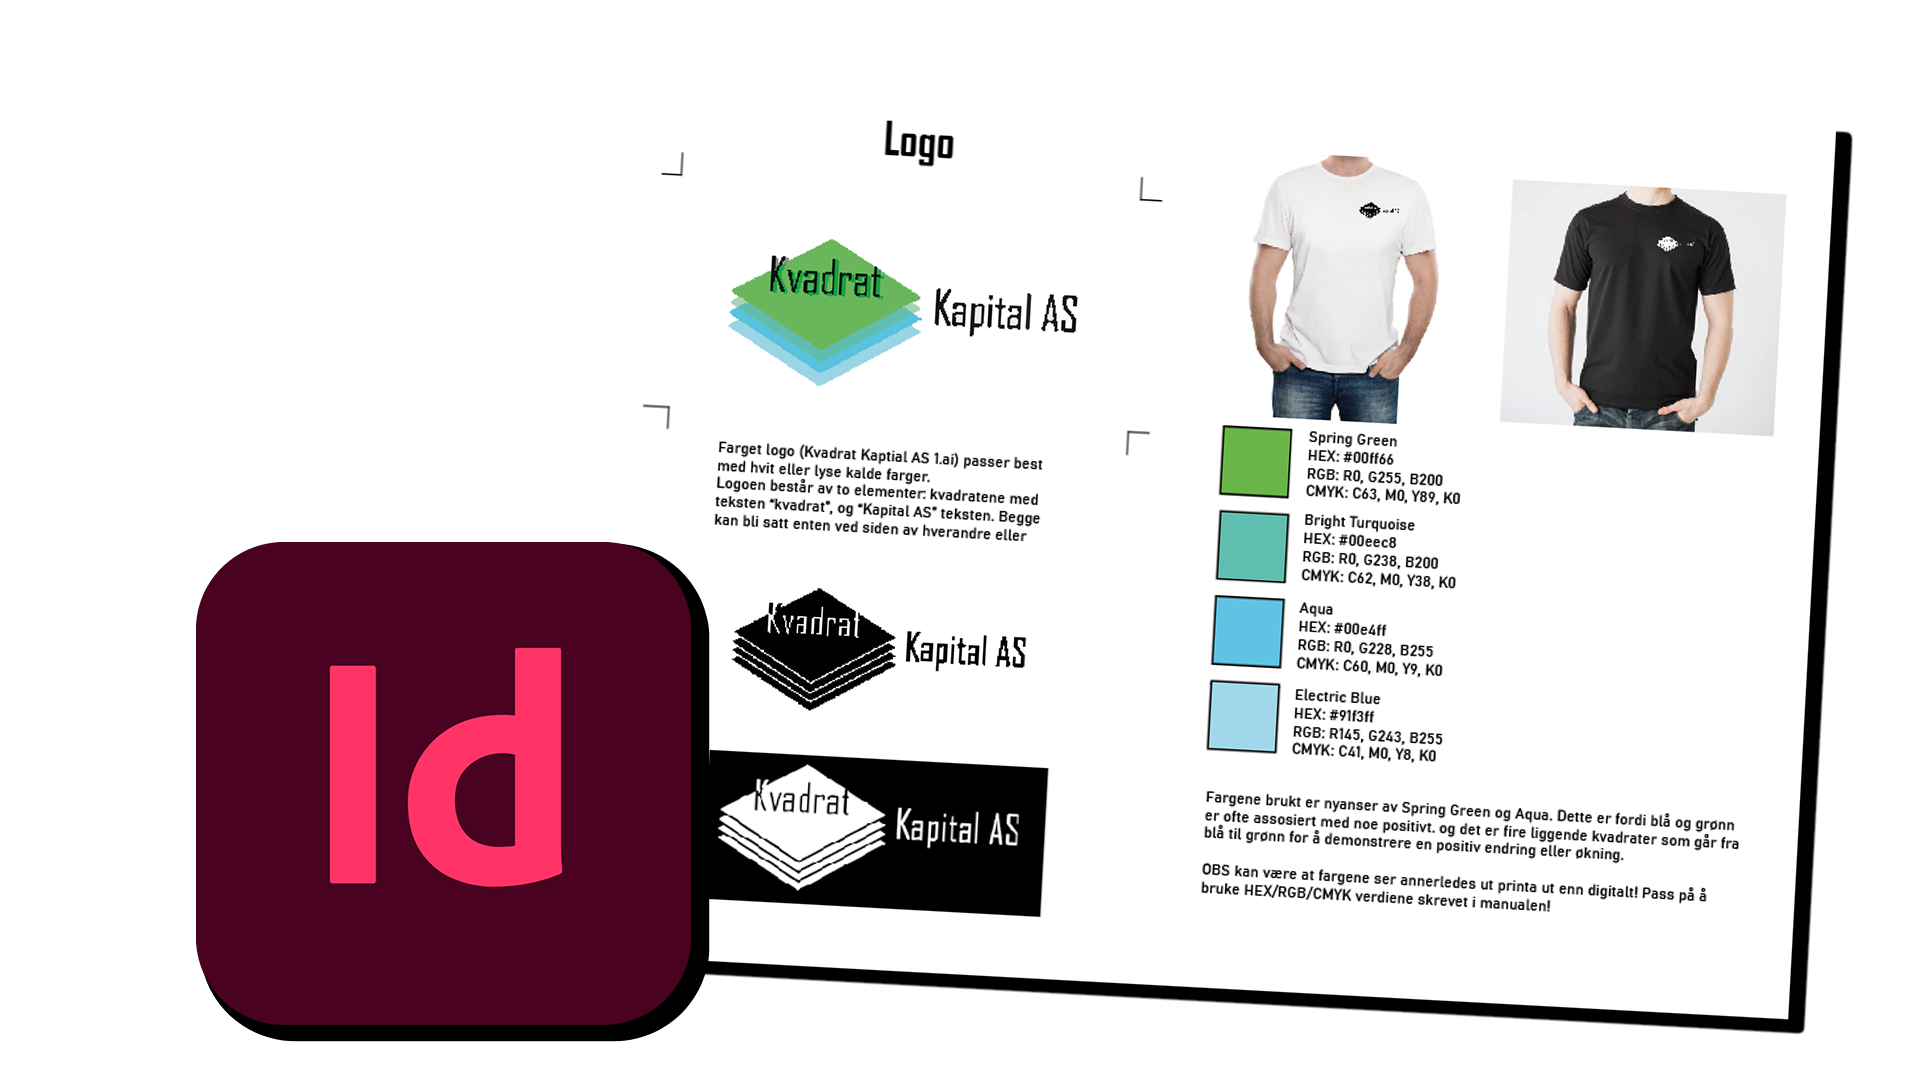 Logo
Kvadrat
Kapital AS
Farget logo (Kvadrat Kaptial AS 1.ai) passer best
med hvit eller lyse kalde farger.
Logoen består av to elementer: kvadratene med
teksten “kvadrat”, og “Kapital AS” teksten. Begge
kan bli satt enten ved siden av hverandre eller
Kvadrat
Kapital AS
Kvadrat
Kapital AS
Id
Spring Green
HEX: #00ff66
RGB: R0, G255, B200
CMYK: C63, M0, Y89, K0
Bright Turquoise
HEX: #00eec8
RGB: R0, G238, B200
CMYK: C62, M0, Y38, K0
Aqua
HEX: #00e4ff
RGB: R0, G228, B255
CMYK: C60, M0, Y9, K0
Electric Blue
HEX: #91f3ff
RGB: R145, G243, B255
CMYK: C41, M0, Y8, K0
Fargene brukt er nyanser av Spring Green og Aqua. Dette er fordi blå og grønn
er ofte assosiert med noe positivt. og det er fire liggende kvadrater som går fra
blå til grønn for å demonstrere en positiv endring eller økning.
OBS kan være at fargene ser annerledes ut printa ut enn digitalt! Pass på å
bruke HEX/RGB/CMYK verdiene skrevet i manualen!